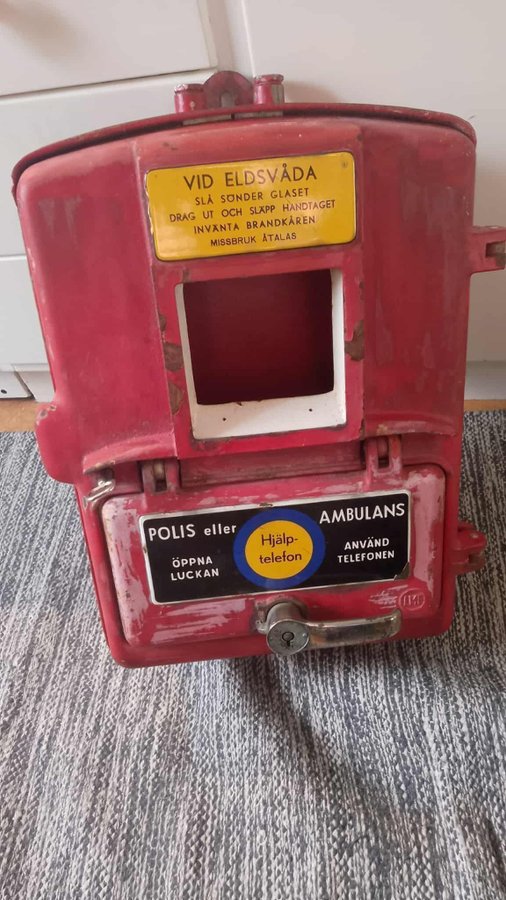 VID ELDSVÅDA
SLÅ SÖNDER GLASET
DRAG UT OCH SLÄPP HANDTAGET
INVÄNTA BRANDKÅREN
MISSBRUK ÅTALAS
POLIS eller
ÖPPNA
LUCKAN
Hjälp-
telefon
AMBULANS
ANVÄND
TELEFONEN